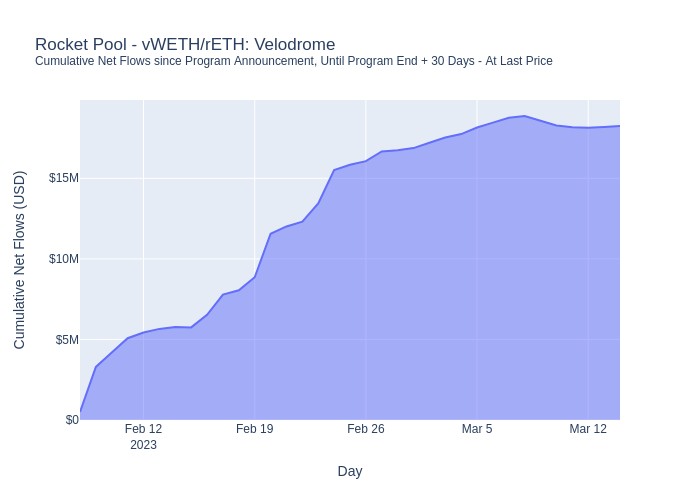 Rocket Pool - vWETH/rETH: Velodrome
Cumulative Net Flows since Program Announcement, Until Program End + 30 Days - At Last Price
Cumulative Net Flows (USD)
$15M
$10M
$5M
$0
Feb 12
2023
Feb 19
Feb 26
Mar 5
Mar 12
Day